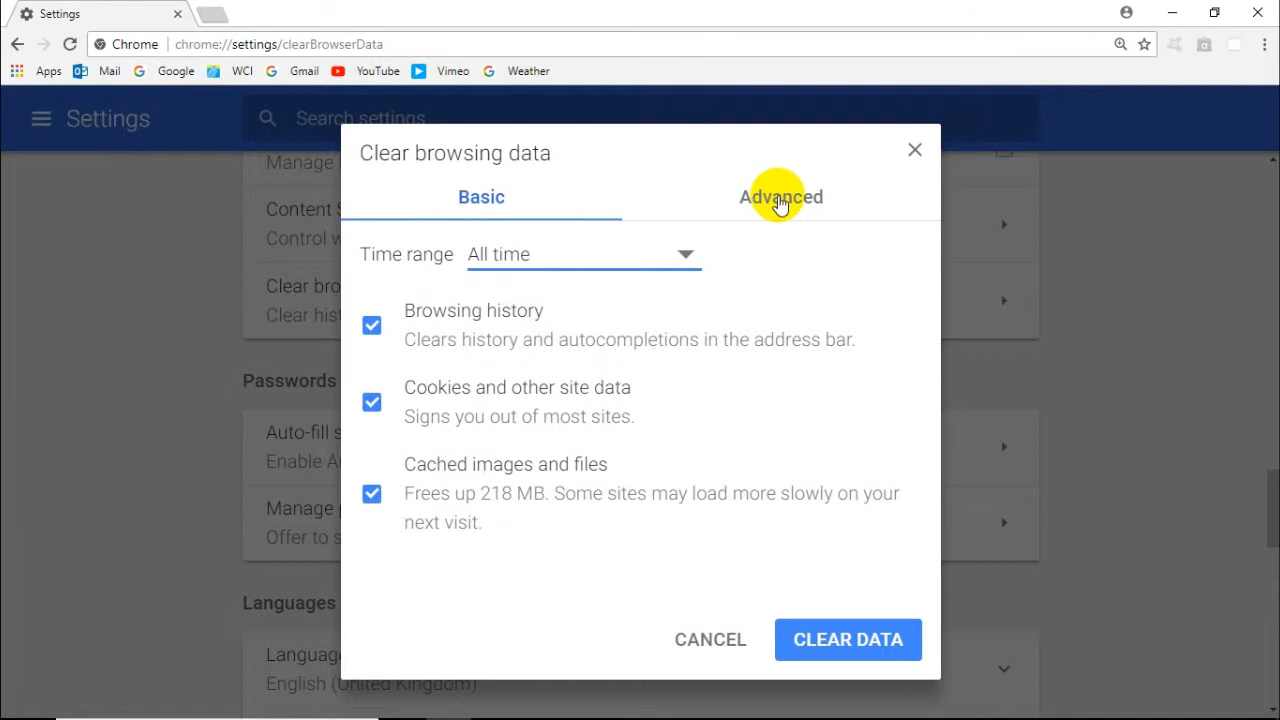 Settings
Chrome chrome://settings/clearBrowserData
Apps Mail Google WCI Gmail YouTube Vimeo Weather
Settings Search settings
Clear browsing data
Manage
Basic Advanced
Content S
Control w
Time range All time
Clear bro
Clear hist
Browsing history
Clears history and autocompletions in the address bar.
Passwords
Cookies and other site data
Signs you out of most sites.
Auto-fill s
Enable A
Cached images and files
Frees up 218 MB. Some sites may load more slowly on your
next visit.
Manage p
Offer to s
Languages
CANCEL CLEAR DATA
Language
English (United Kingdom)